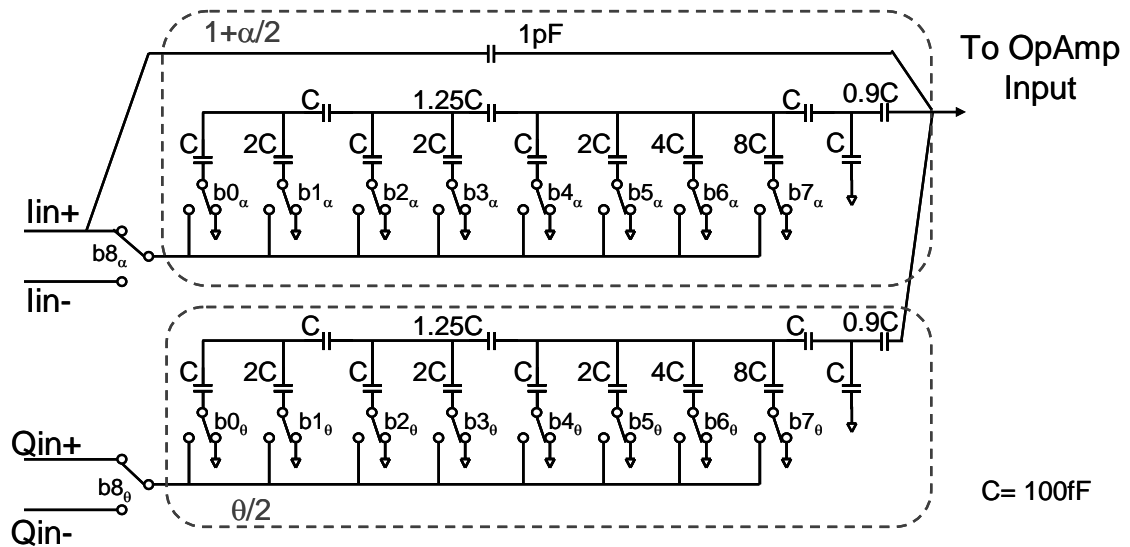 1+α/2
1pF
To OpAmp
Input
C 1.25C C 0.9C
C 2C C 2C C 2C 4C 8C C
b0α b1α b2α b3α b4α b5α b6α b7α
Iin+
b8α
Iin-
C 1.25C C 0.9C
C 2C C 2C C 2C 4C 8C C
b0θ b1θ b2θ b3θ b4θ b5θ b6θ b7θ
Qin+
b8θ
C= 100fF
θ/2
Qin-